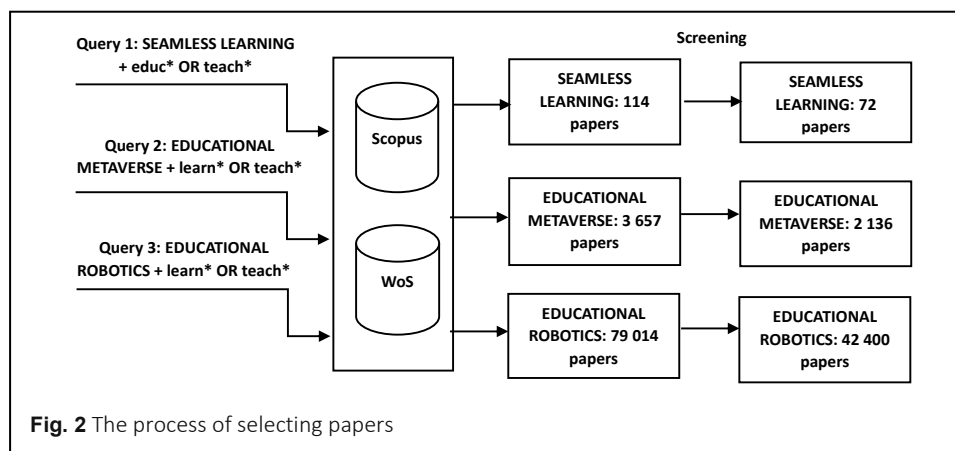 Query 1: SEAMLESS LEARNING
+ educ* OR teach*
Query 2: EDUCATIONAL
METAVERSE + learn* OR teach*
Query 3: EDUCATIONAL
ROBOTICS + learn* OR teach*
Scopus
WoS
Screening
SEAMLESS
LEARNING: 114
papers
SEAMLESS
LEARNING: 72
papers
EDUCATIONAL
METAVERSE: 3 657
papers
EDUCATIONAL
METAVERSE: 2 136
papers
EDUCATIONAL
ROBOTICS: 79 014
papers
EDUCATIONAL
ROBOTICS: 42 400
papers
Fig. 2 The process of selecting papers